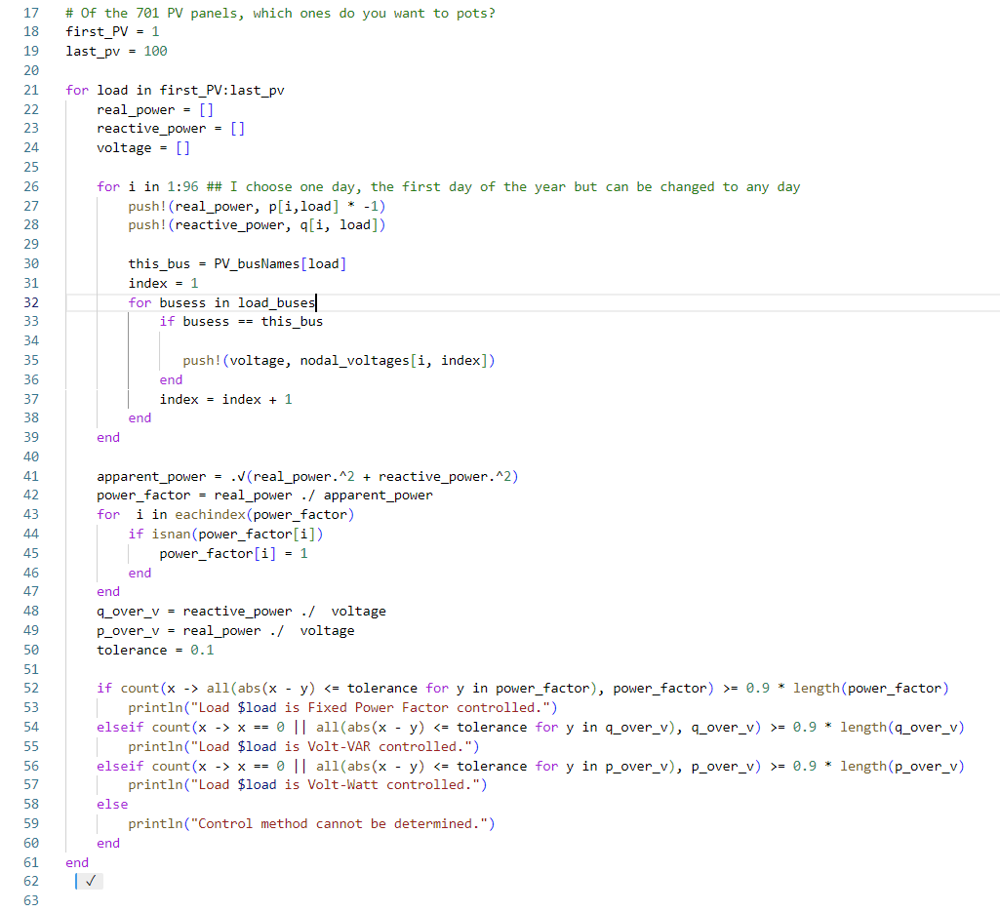 17 # Of the 701 PV panels, which ones do you want to pots?
18 first_PV = 1
19 last_pv = 100
20
21 for load in first_PV:last_pv
22     real_power = []
23     reactive_power = []
24     voltage = []
25
26     for i in 1:96 ## I choose one day, the first day of the year but can be changed to any day
27         push!(real_power, p[i,load] * -1)
28         push!(reactive_power, q[i, load])
29
30         this_bus = PV_busNames[load]
31         index = 1
32         for busess in load_buses
33             if busess == this_bus
34
35                push!(voltage, nodal_voltages[i, index])
36             end
37             index = index + 1
38         end
39     end
40
41     apparent_power = .√(real_power.^2 + reactive_power.^2)
42     power_factor = real_power ./ apparent_power
43     for  i in eachindex(power_factor)
44         if isnan(power_factor[i])
45             power_factor[i] = 1
46         end
47     end
48     q_over_v = reactive_power ./  voltage
49     p_over_v = real_power ./  voltage
50     tolerance = 0.1
51
52     if count(x -> all(abs(x - y) <= tolerance for y in power_factor), power_factor) >= 0.9 * length(power_factor)
53         println("Load $load is Fixed Power Factor controlled.")
54     elseif count(x -> x == 0 || all(abs(x - y) <= tolerance for y in q_over_v), q_over_v) >= 0.9 * length(q_over_v)
55         println("Load $load is Volt-VAR controlled.")
56     elseif count(x -> x == 0 || all(abs(x - y) <= tolerance for y in p_over_v), p_over_v) >= 0.9 * length(p_over_v)
57         println("Load $load is Volt-Watt controlled.")
58     else
59         println("Control method cannot be determined.")
60     end
61 end
62 ✓
63